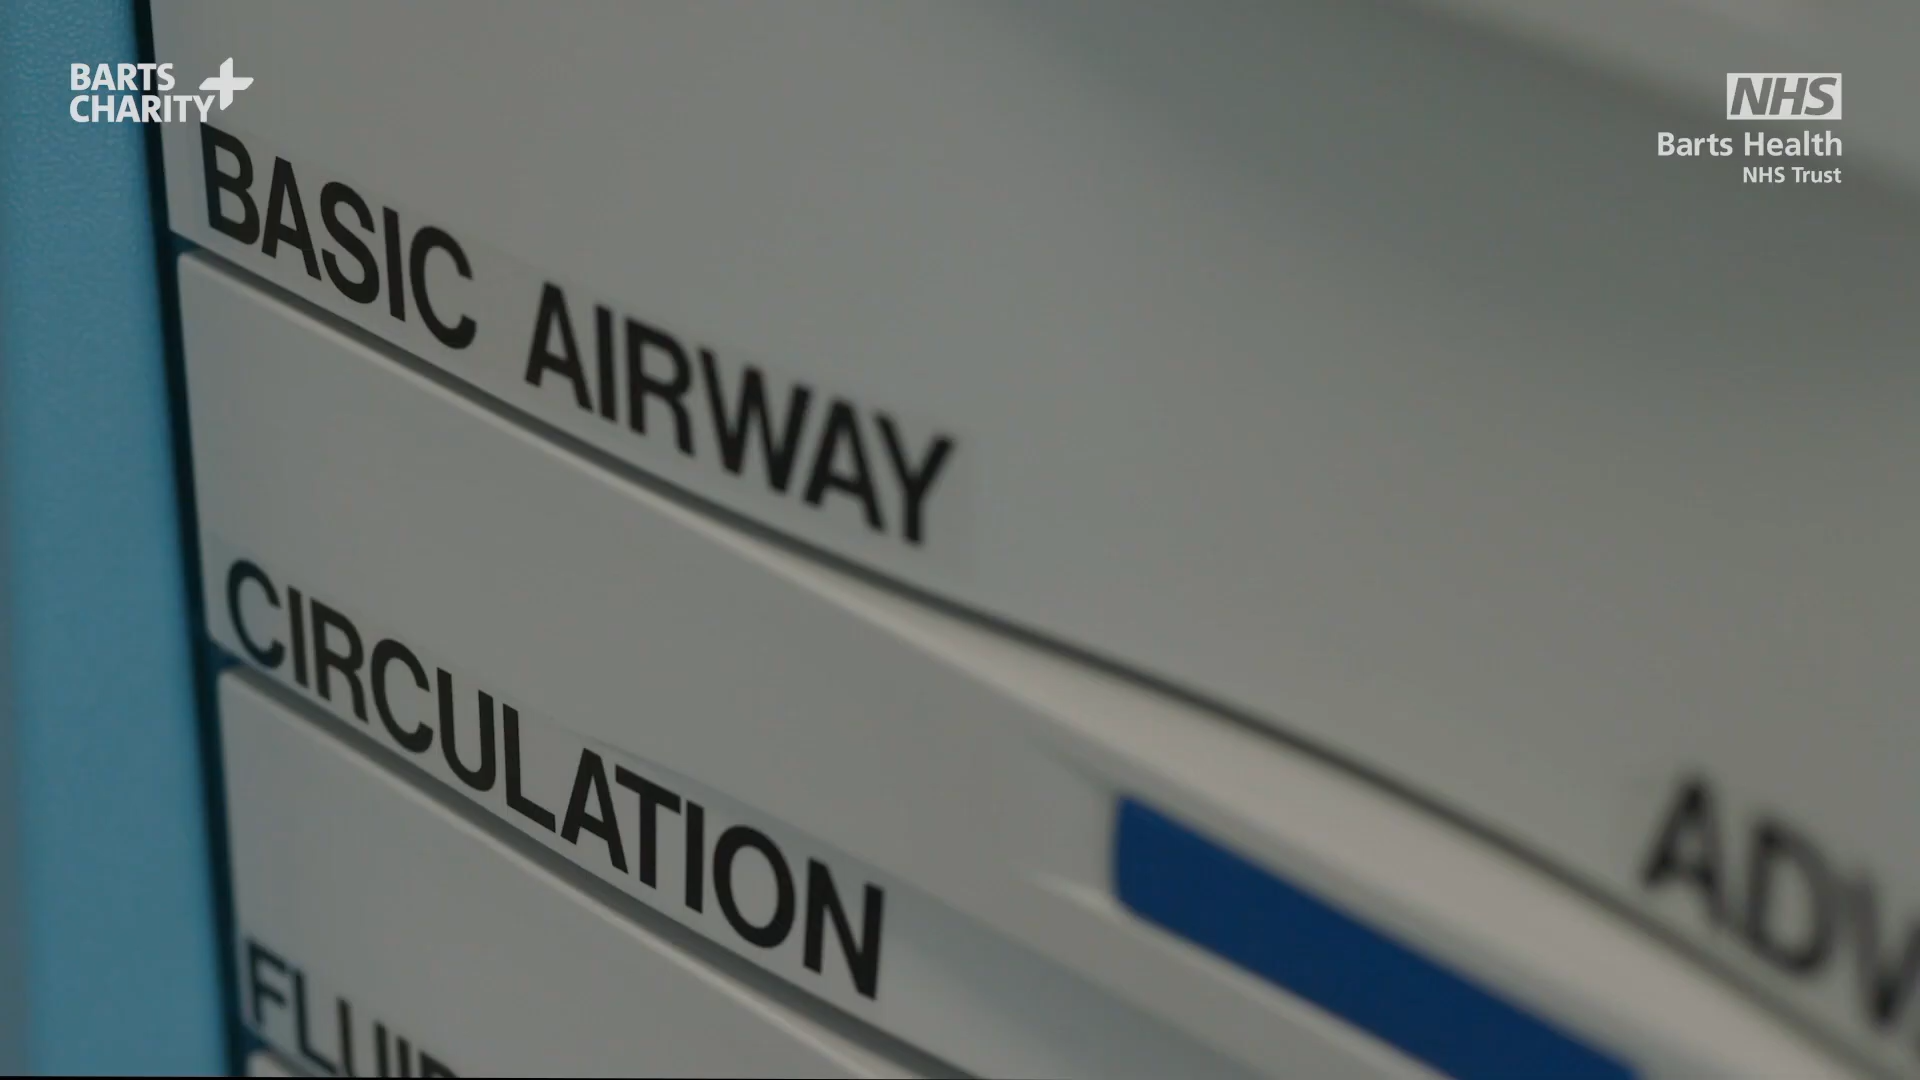 BARTS
CHARITY
NHS
Barts Health
NHS Trust
BASIC AIRWAY
CIRCULATION